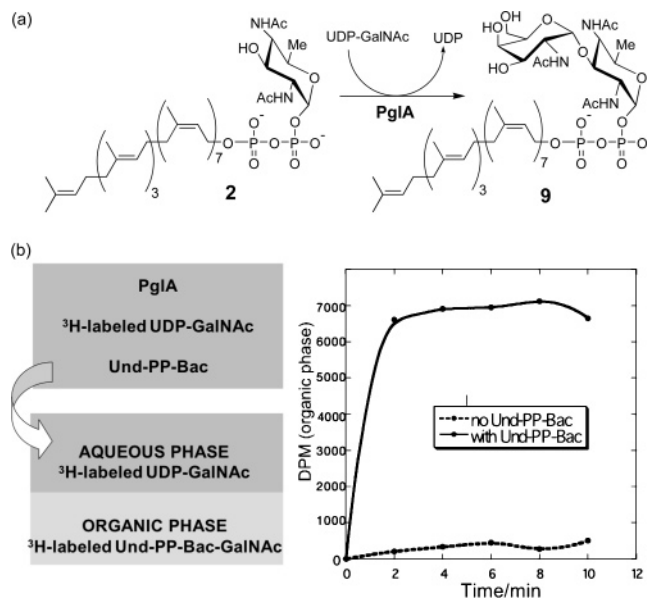 (a)
NHAc
HO
Me
AcHN
O
O
O- O-
O P O P
7 O O
3
2
UDP-GalNAc
UDP
PglA
OH
HO
O
HO
AcHN
O
NHAc
Me
O
AcHN
O
O- O-
O P O P
7 O O
3
9
(b)
PglA
³H-labeled UDP-GalNAc
Und-PP-Bac
AQUEOUS PHASE
³H-labeled UDP-GalNAc
ORGANIC PHASE
³H-labeled Und-PP-Bac-GalNAc
DPM (organic phase)
7000
6000
5000
4000
3000
2000
1000
0
no Und-PP-Bac
with Und-PP-Bac
0 2 4 6 8 10 12
Time/min